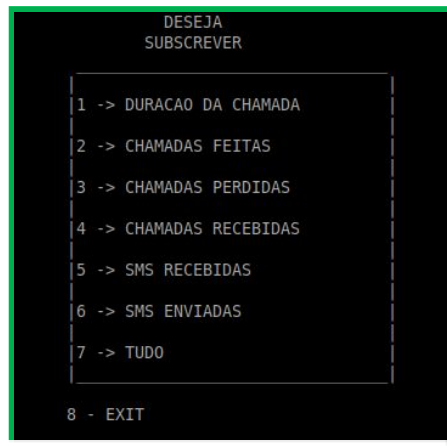 DESEJA
SUBSCREVER
1 -> DURACAO DA CHAMADA
2 -> CHAMADAS FEITAS
3 -> CHAMADAS PERDIDAS
4 -> CHAMADAS RECEBIDAS
5 -> SMS RECEBIDAS
6 -> SMS ENVIADAS
7 -> TUDO
8 - EXIT